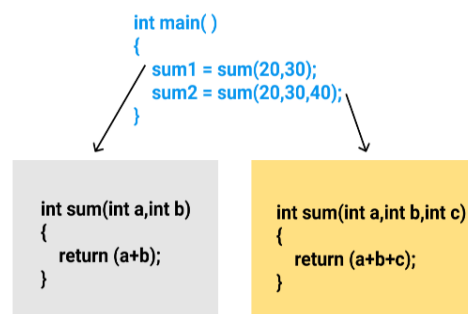 int main( )
{
sum1 = sum(20,30);
sum2 = sum(20,30,40);
}
int sum(int a,int b)
{
return (a+b);
}
int sum(int a,int b,int c)
{
return (a+b+c);
}